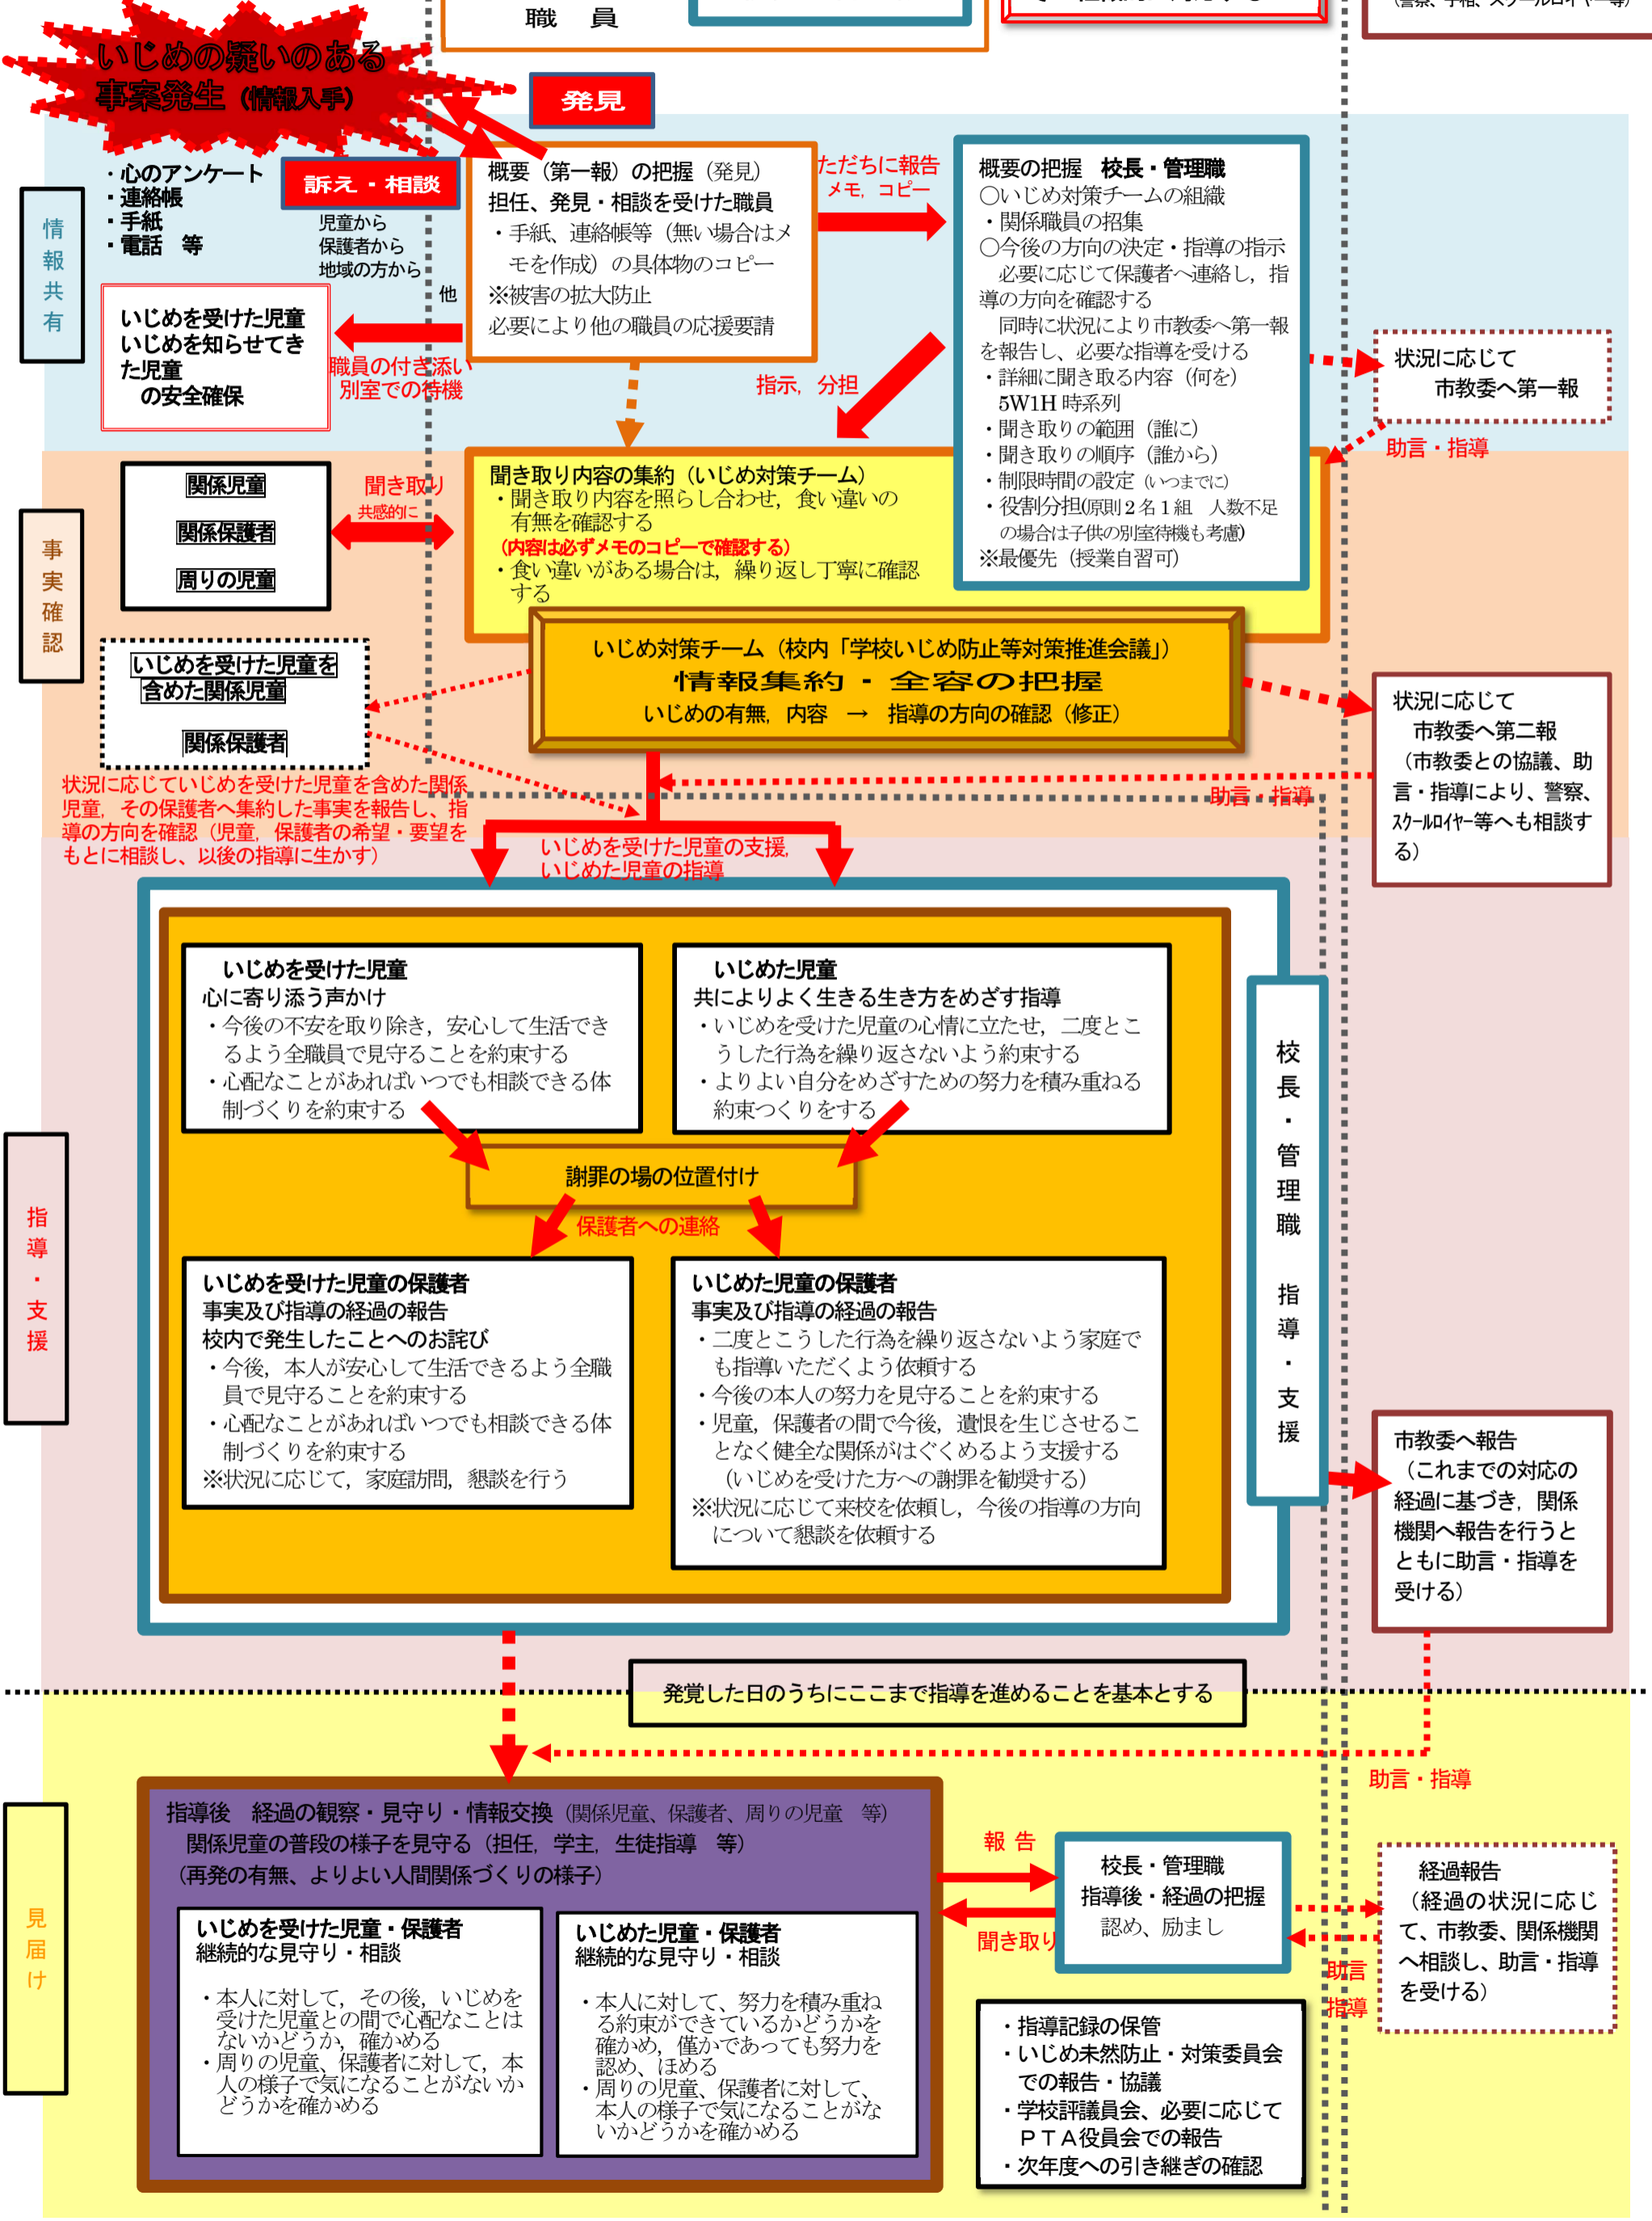 職　員
いじめの疑いのある
事案発生（情報入手）
発見
情報共有
・心のアンケート
・連絡帳
・手紙
・電話　等
訴え・相談
児童から
保護者から
地域の方から
他
概要（第一報）の把握（発見）
担任、発見・相談を受けた職員
・手紙、連絡帳等（無い場合はメ
モを作成）の具体物のコピー
※被害の拡大防止
必要により他の職員の応援要請
ただちに報告
メモ，コピー
概要の把握　校長・管理職
○いじめ対策チームの組織
・関係職員の招集
○今後の方向の決定・指導の指示
必要に応じて保護者へ連絡し，指
導の方向を確認する
同時に状況により市教委へ第一報
を報告し、必要な指導を受ける
・詳細に聞き取る内容（何を）
5W1H 時系列
・聞き取りの範囲（誰に）
・聞き取りの順序（誰から）
・制限時間の設定（いつまでに）
・役割分担(原則２名１組　人数不足
の場合は子供の別室待機も考慮)
※最優先（授業自習可）
いじめを受けた児童
いじめを知らせてき
た児童
の安全確保
職員の付き添い
別室での待機
指示，分担
状況に応じて
市教委へ第一報
助言・指導
事実確認
関係児童
関係保護者
周りの児童
聞き取り
共感的に
聞き取り内容の集約（いじめ対策チーム）
・聞き取り内容を照らし合わせ，食い違いの
有無を確認する
（内容は必ずメモのコピーで確認する）
・食い違いがある場合は，繰り返し丁寧に確認
する
いじめ対策チーム（校内「学校いじめ防止等対策推進会議」）
情報集約・全容の把握
いじめの有無，内容　→　指導の方向の確認（修正）
いじめを受けた児童を
含めた関係児童
関係保護者
状況に応じて
市教委へ第二報
（市教委との協議、助
言・指導により、警察、
ｽｸｰﾙﾛｲﾔｰ等へも相談す
る）
助言・指導
状況に応じていじめを受けた児童を含めた関係
児童，その保護者へ集約した事実を報告し、指
導の方向を確認（児童，保護者の希望・要望を
もとに相談し、以後の指導に生かす）
いじめを受けた児童の支援，
いじめた児童の指導
指導・支援
いじめを受けた児童
心に寄り添う声かけ
・今後の不安を取り除き，安心して生活でき
るよう全職員で見守ることを約束する
・心配なことがあればいつでも相談できる体
制づくりを約束する
いじめた児童
共によりよく生きる生き方をめざす指導
・いじめを受けた児童の心情に立たせ，二度とこ
うした行為を繰り返さないよう約束する
・よりよい自分をめざすための努力を積み重ねる
約束つくりをする
謝罪の場の位置付け
保護者への連絡
いじめを受けた児童の保護者
事実及び指導の経過の報告
校内で発生したことへのお詫び
・今後，本人が安心して生活できるよう全職
員で見守ることを約束する
・心配なことがあればいつでも相談できる体
制づくりを約束する
※状況に応じて，家庭訪問，懇談を行う
いじめた児童の保護者
事実及び指導の経過の報告
・二度とこうした行為を繰り返さないよう家庭で
も指導いただくよう依頼する
・今後の本人の努力を見守ることを約束する
・児童，保護者の間で今後，遺恨を生じさせるこ
となく健全な関係がはぐくめるよう支援する
（いじめを受けた方への謝罪を勧奨する）
※状況に応じて来校を依頼し，今後の指導の方向
について懇談を依頼する
校長・管理職　指導・支援
市教委へ報告
（これまでの対応の
経過に基づき，関係
機関へ報告を行うと
ともに助言・指導を
受ける）
発覚した日のうちにここまで指導を進めることを基本とする
助言・指導
見届け
指導後　経過の観察・見守り・情報交換（関係児童、保護者、周りの児童　等）
関係児童の普段の様子を見守る（担任，学主，生徒指導　等）
（再発の有無、よりよい人間関係づくりの様子）
いじめを受けた児童・保護者
継続的な見守り・相談
・本人に対して，その後，いじめを
受けた児童との間で心配なことは
ないかどうか，確かめる
・周りの児童、保護者に対して，本
人の様子で気になることがないか
どうかを確かめる
いじめた児童・保護者
継続的な見守り・相談
・本人に対して、努力を積み重ね
る約束ができているかどうかを
確かめ，僅かであっても努力を
認め、ほめる
・周りの児童、保護者に対して、
本人の様子で気になることがな
いかどうかを確かめる
報告
聞き取り
校長・管理職
指導後・経過の把握
認め、励まし
助言
指導
経過報告
（経過の状況に応じ
て、市教委、関係機関
へ相談し、助言・指導
を受ける）
・指導記録の保管
・いじめ未然防止・対策委員会
での報告・協議
・学校評議員会、必要に応じて
ＰＴＡ役員会での報告
・次年度への引き継ぎの確認